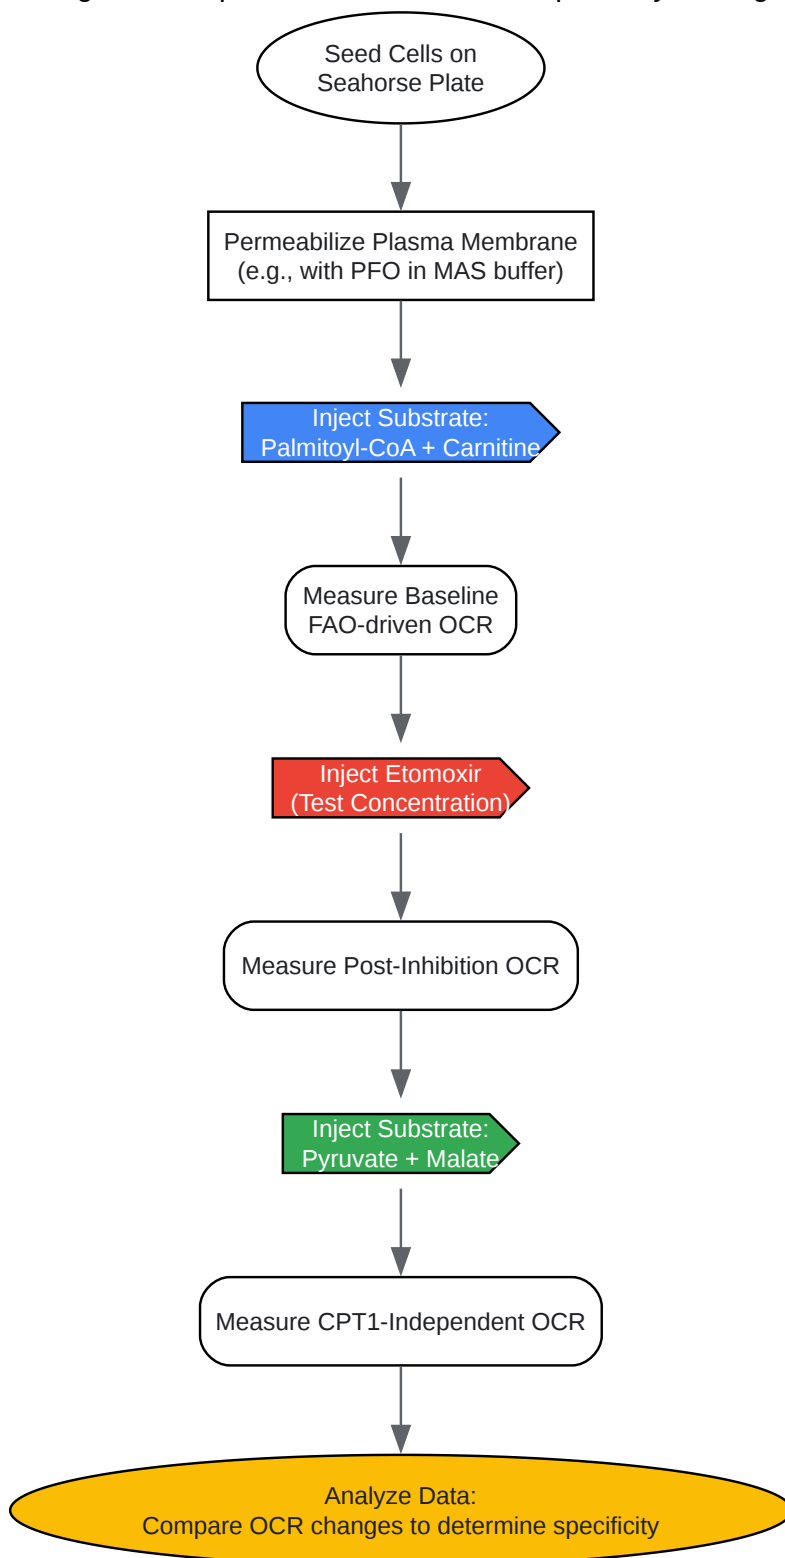 Seed Cells on
Seahorse Plate
Permeabilize Plasma Membrane
(e.g., with PFO in MAS buffer)
Inject Substrate:
Palmitoyl-CoA + Carnitine
Measure Baseline
FAO-driven OCR
Inject Etomoxir
(Test Concentration)
Measure Post-Inhibition OCR
Inject Substrate:
Pyruvate + Malate
Measure CPT1-Independent OCR
Analyze Data:
Compare OCR changes to determine specificity